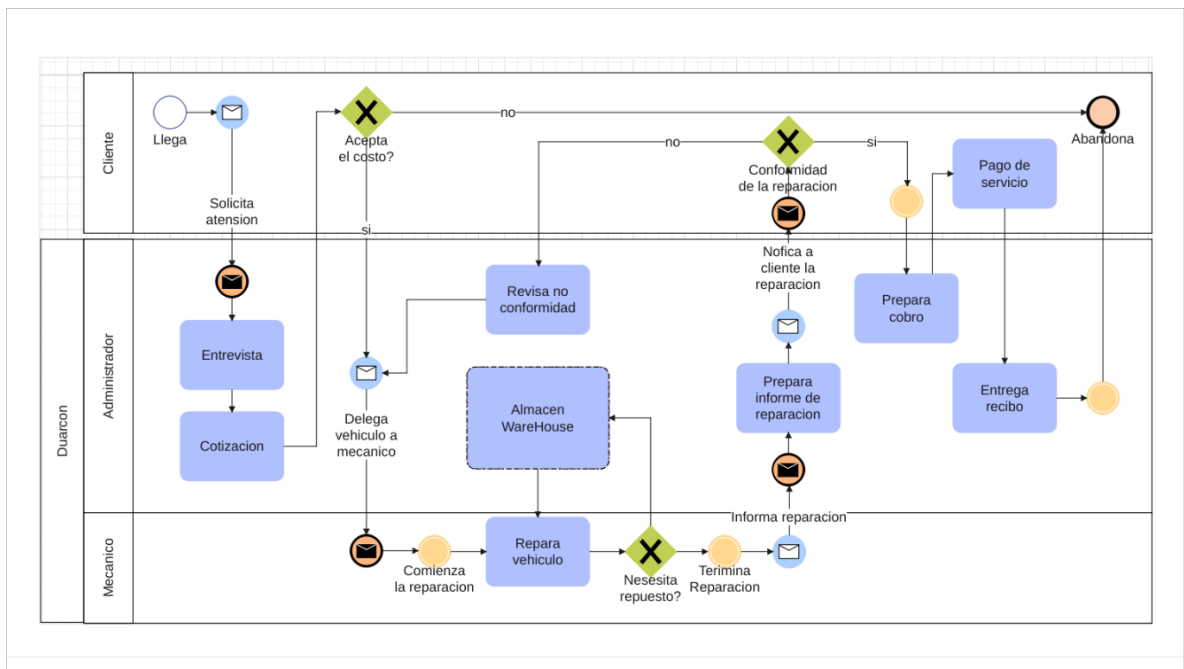 Cliente
Llega
Solicita
atension
Acepta
el costo?
no
si
no
Conformidad
de la reparacion
si
Pago de
servicio
Abandona
Duarcon
Administrador
Entrevista
Cotizacion
Revisa no
conformidad
Delega
vehiculo a
mecanico
Almacen
WareHouse
Nofica a
cliente la
reparacion
Prepara
informe de
reparacion
Prepara
cobro
Entrega
recibo
Informa reparacion
Mecanico
Comienza
la reparacion
Repara
vehiculo
Nesesita
repuesto?
Terimina
Reparacion